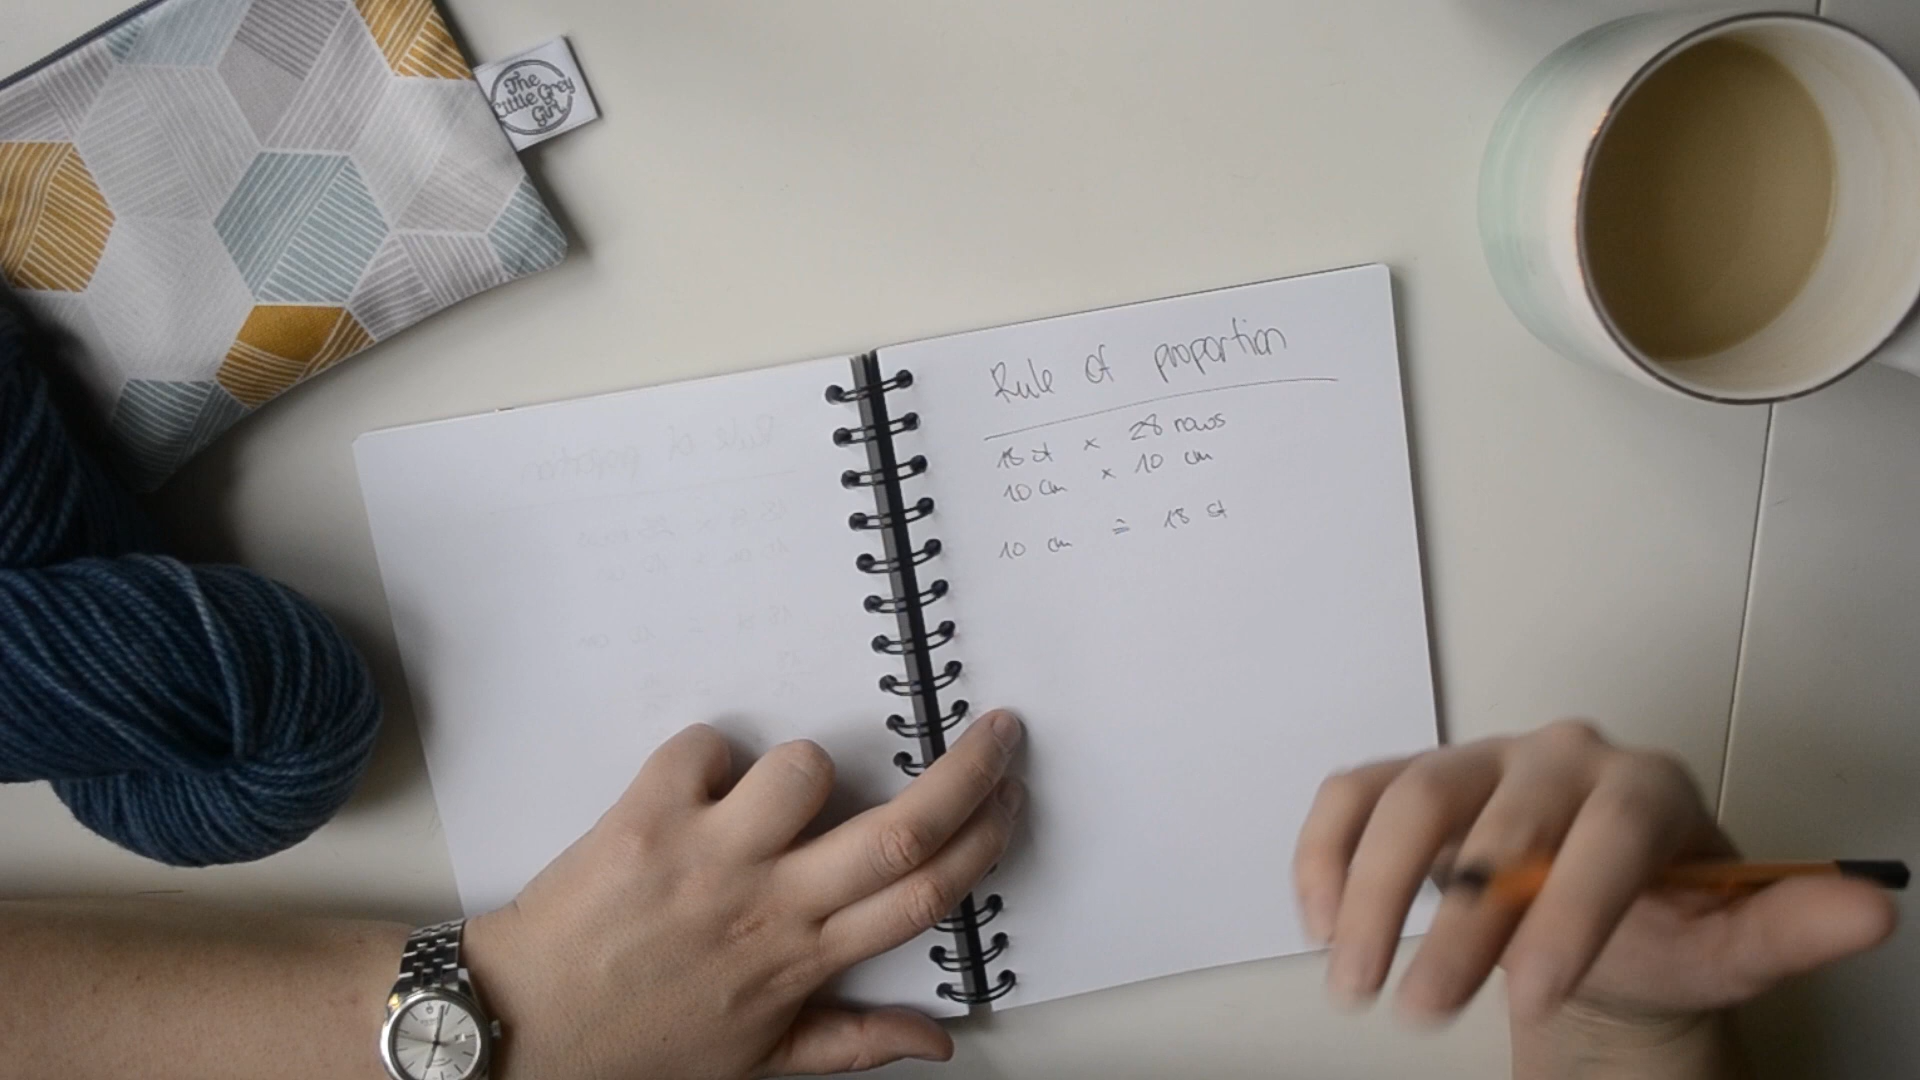 The
Little Grey
Girl
Rule of proportion
18 st × 28 rows
10 cm × 10 cm
10 cm ≙ 18 st